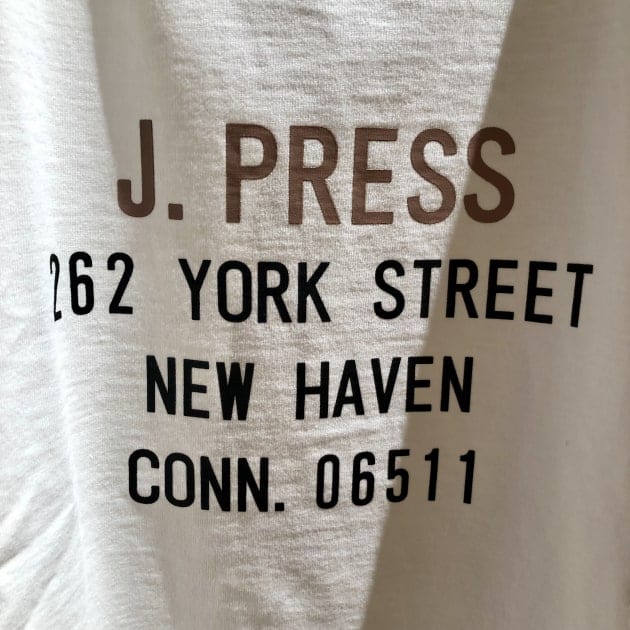 J. PRESS
262 YORK STREET
NEW HAVEN
CONN. 06511